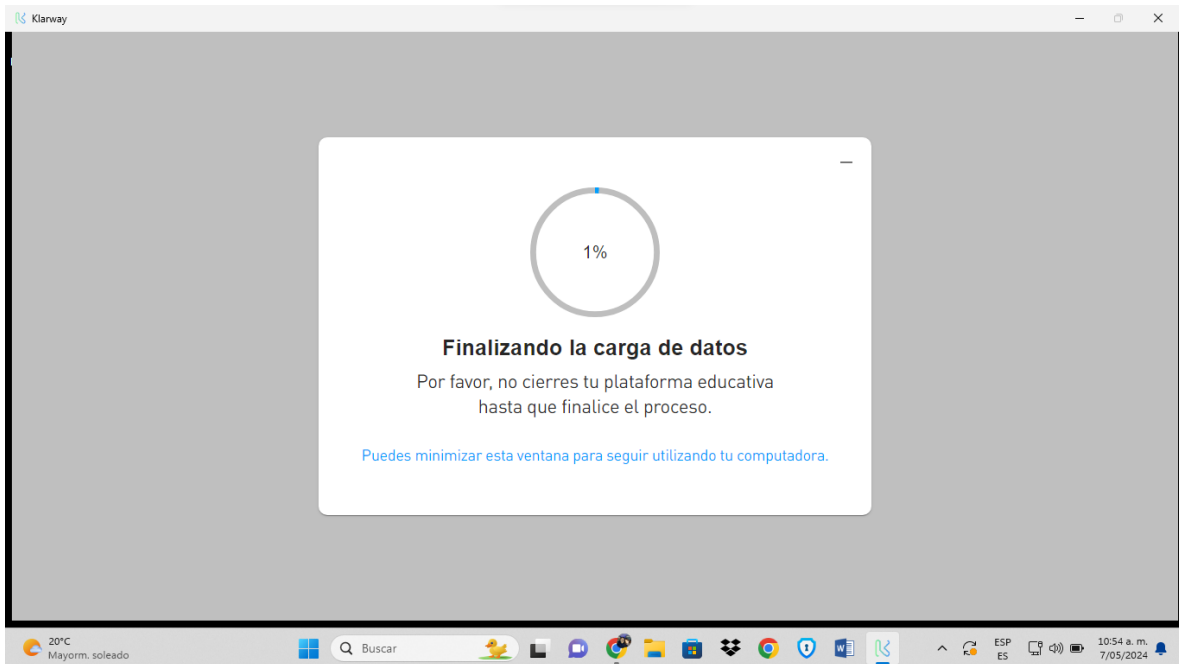 Klarway
1%
Finalizando la carga de datos
Por favor, no cierres tu plataforma educativa
hasta que finalice el proceso.
Puedes minimizar esta ventana para seguir utilizando tu computadora.
20°C
Mayorm. soleado
Buscar
ESP
ES
10:54 a. m.
7/05/2024